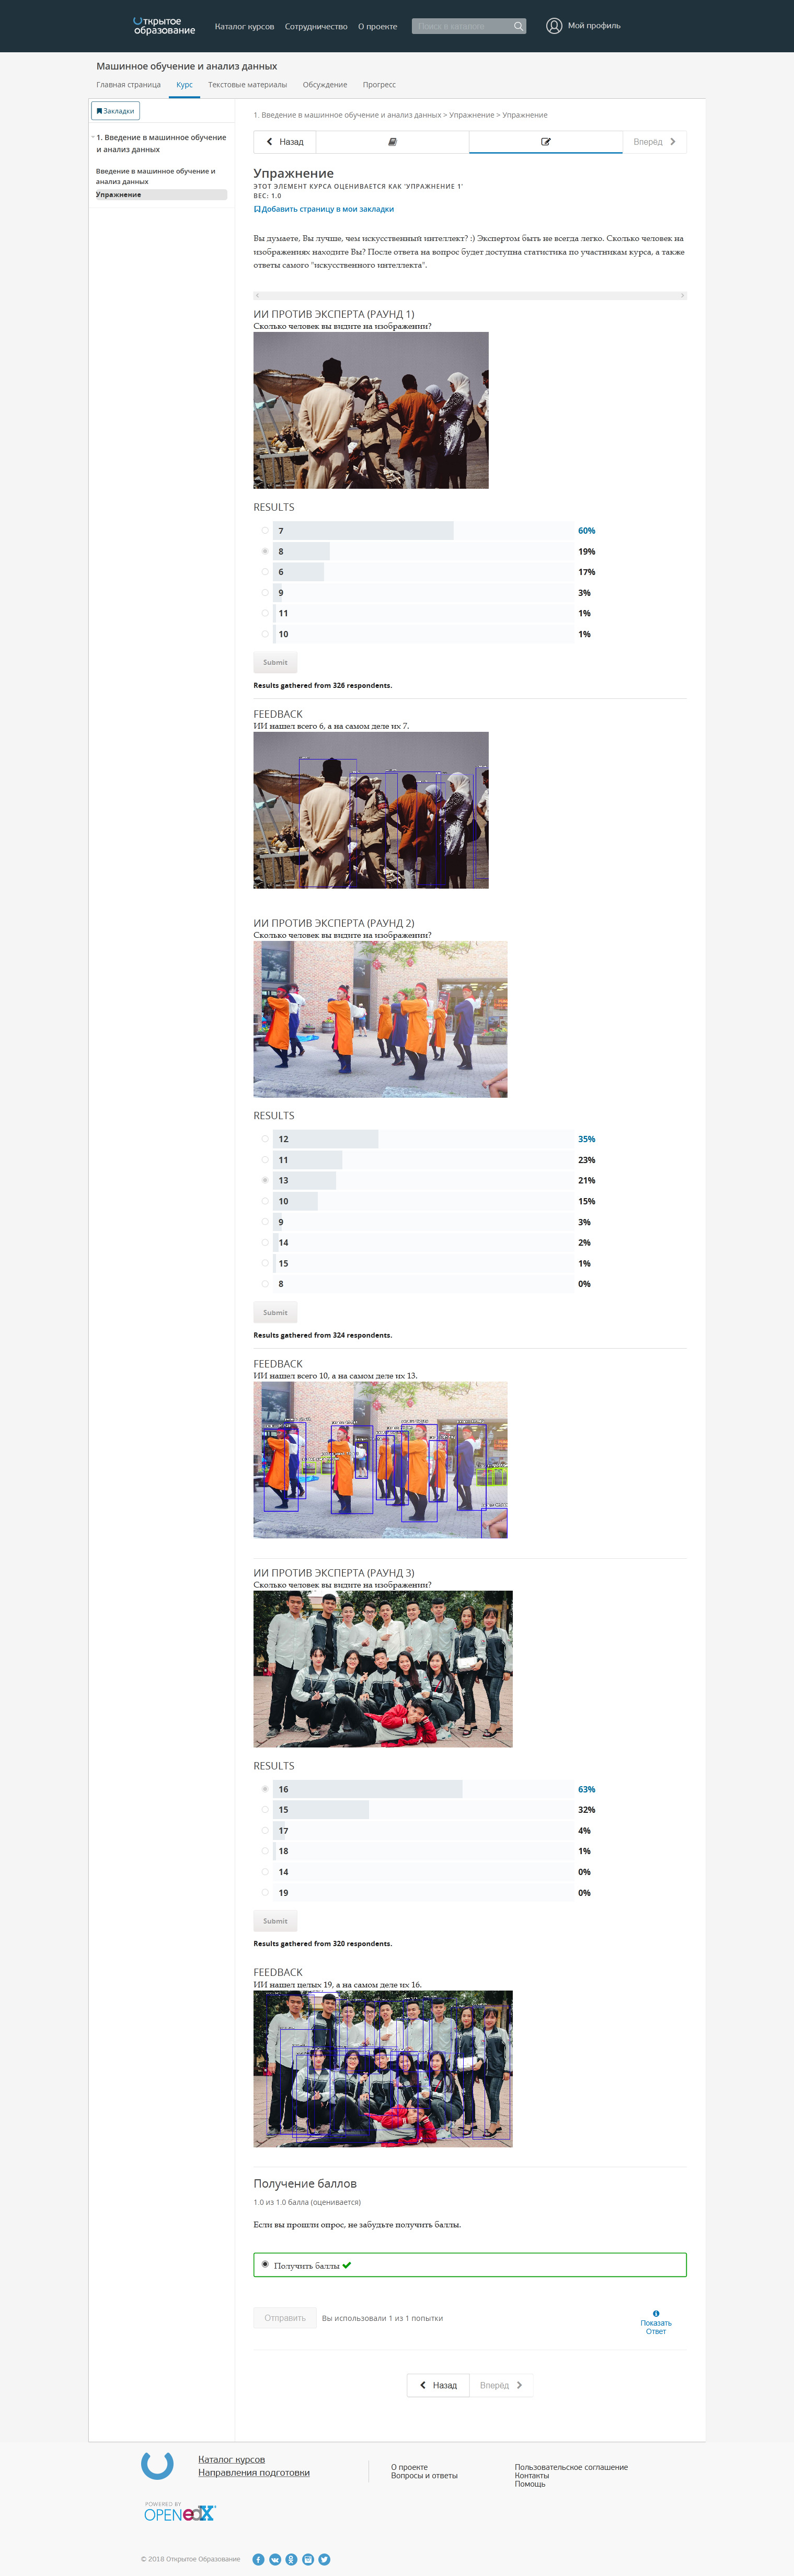 Открытое
образование
Каталог курсов
Сотрудничество
О проекте
Поиск в каталоге
Мой профиль
Машинное обучение и анализ данных
Главная страница
Курс
Текстовые материалы
Обсуждение
Прогресс
Закладки
1. Введение в машинное обучение
и анализ данных
Введение в машинное обучение и
анализ данных
Упражнение
1. Введение в машинное обучение и анализ данных > Упражнение > Упражнение
Назад
Вперёд
Упражнение
ЭТОТ ЭЛЕМЕНТ КУРСА ОЦЕНИВАЕТСЯ КАК 'УПРАЖНЕНИЕ 1'
ВЕС: 1.0
Добавить страницу в мои закладки
Вы думаете, Вы лучше, чем искусственный интеллект? :) Экспертом быть не всегда легко. Сколько человек на
изображениях находите Вы? После ответа на вопрос будет доступна статистика по участникам курса, а также
ответы самого "искусственного интеллекта".
ИИ ПРОТИВ ЭКСПЕРТА (РАУНД 1)
Сколько человек вы видите на изображении?
RESULTS
7 60%
8 19%
6 17%
9 3%
11 1%
10 1%
Submit
Results gathered from 326 respondents.
FEEDBACK
ИИ нашел всего 6, а на самом деле их 7.
ИИ ПРОТИВ ЭКСПЕРТА (РАУНД 2)
Сколько человек вы видите на изображении?
RESULTS
12 35%
11 23%
13 21%
10 15%
9 3%
14 2%
15 1%
8 0%
Submit
Results gathered from 324 respondents.
FEEDBACK
ИИ нашел всего 10, а на самом деле их 13.
ИИ ПРОТИВ ЭКСПЕРТА (РАУНД 3)
Сколько человек вы видите на изображении?
RESULTS
16 63%
15 32%
17 4%
18 1%
14 0%
19 0%
Submit
Results gathered from 320 respondents.
FEEDBACK
ИИ нашел целых 19, а на самом деле их 16.
Получение баллов
1.0 из 1.0 балла (оценивается)
Если вы прошли опрос, не забудьте получить баллы.
Получить баллы
Отправить
Вы использовали 1 из 1 попытки
Показать
Ответ
Назад
Вперёд
Каталог курсов
Направления подготовки
О проекте
Вопросы и ответы
Пользовательское соглашение
Контакты
Помощь
POWERED BY
OPEN edX
© 2018 Открытое Образование